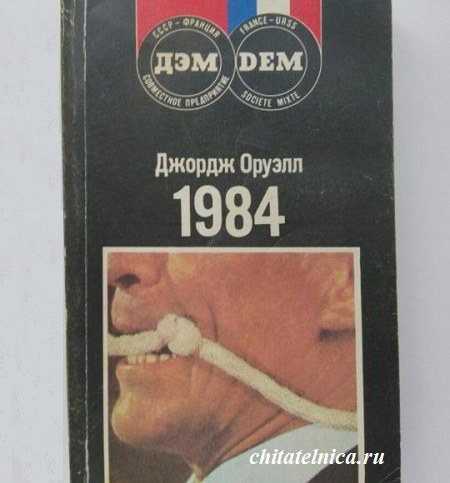 СССР - ФРАНЦИЯ
ДЭМ
СОВМЕСТНОЕ ПРЕДПРИЯТИЕ
FRANCE - URSS
DEM
SOCIETE MIXTE
Джордж Оруэлл
1984
chitatelnica.ru